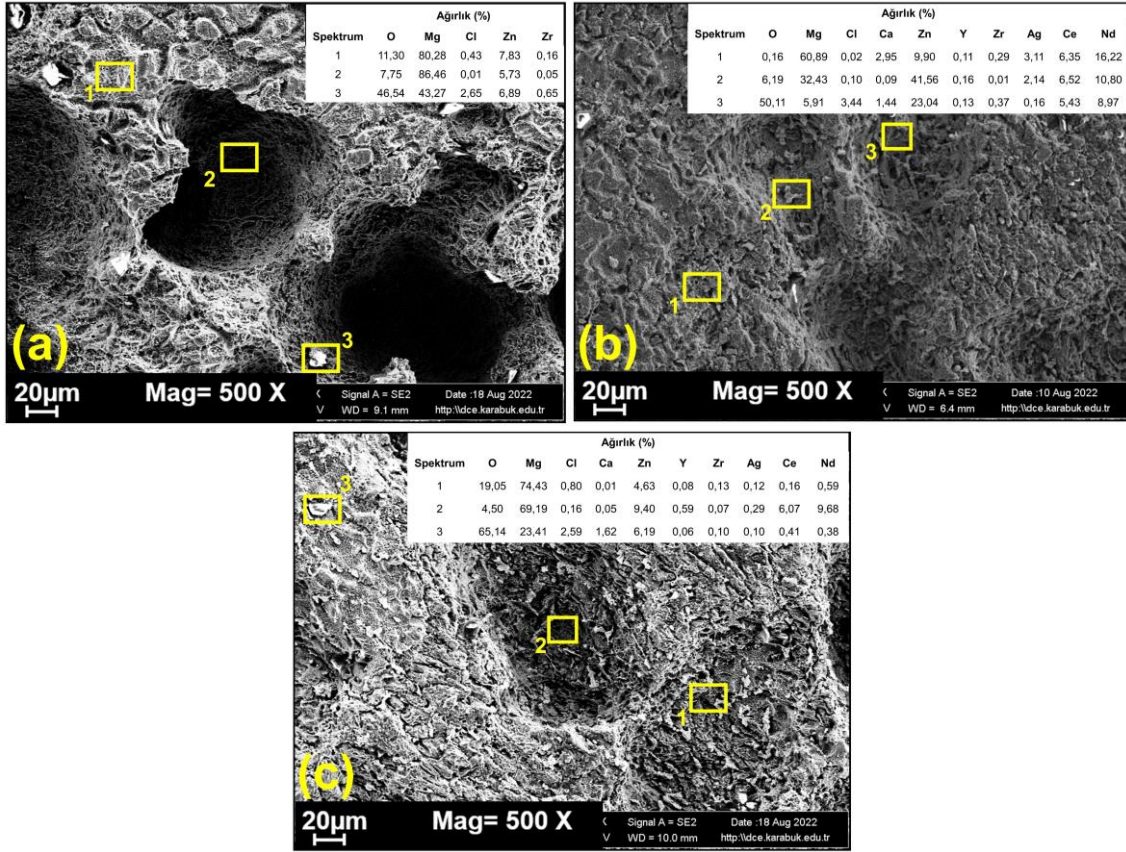 Ağırlık (%)
Spektrum O Mg Cl Zn Zr
1 11,30 80,28 0,43 7,83 0,16
2 7,75 86,46 0,01 5,73 0,05
3 46,54 43,27 2,65 6,89 0,65
1
2
3
(a)
20µm Mag= 500 X Signal A = SE2 Date :18 Aug 2022
WD = 9.1 mm http:\\dce.karabuk.edu.tr
Ağırlık (%)
Spektrum O Mg Cl Ca Zn Y Zr Ag Ce Nd
1 0,16 60,89 0,02 2,95 9,90 0,11 0,29 3,11 6,35 16,22
2 6,19 32,43 0,10 0,09 41,56 0,16 0,01 2,14 6,52 10,80
3 50,11 5,91 3,44 1,44 23,04 0,13 0,37 0,16 5,43 8,97
3
2
1
(b)
20µm Mag= 500 X Signal A = SE2 Date :10 Aug 2022
V WD = 6.4 mm http:\\dce.karabuk.edu.tr
Ağırlık (%)
Spektrum O Mg Cl Ca Zn Y Zr Ag Ce Nd
1 19,05 74,43 0,80 0,01 4,63 0,08 0,13 0,12 0,16 0,59
2 4,50 69,19 0,16 0,05 9,40 0,59 0,07 0,29 6,07 9,68
3 65,14 23,41 2,59 1,62 6,19 0,06 0,10 0,10 0,41 0,38
3
2
1
(c)
20µm Mag= 500 X Signal A = SE2 Date :18 Aug 2022
V WD = 10.0 mm http:\\dce.karabuk.edu.tr